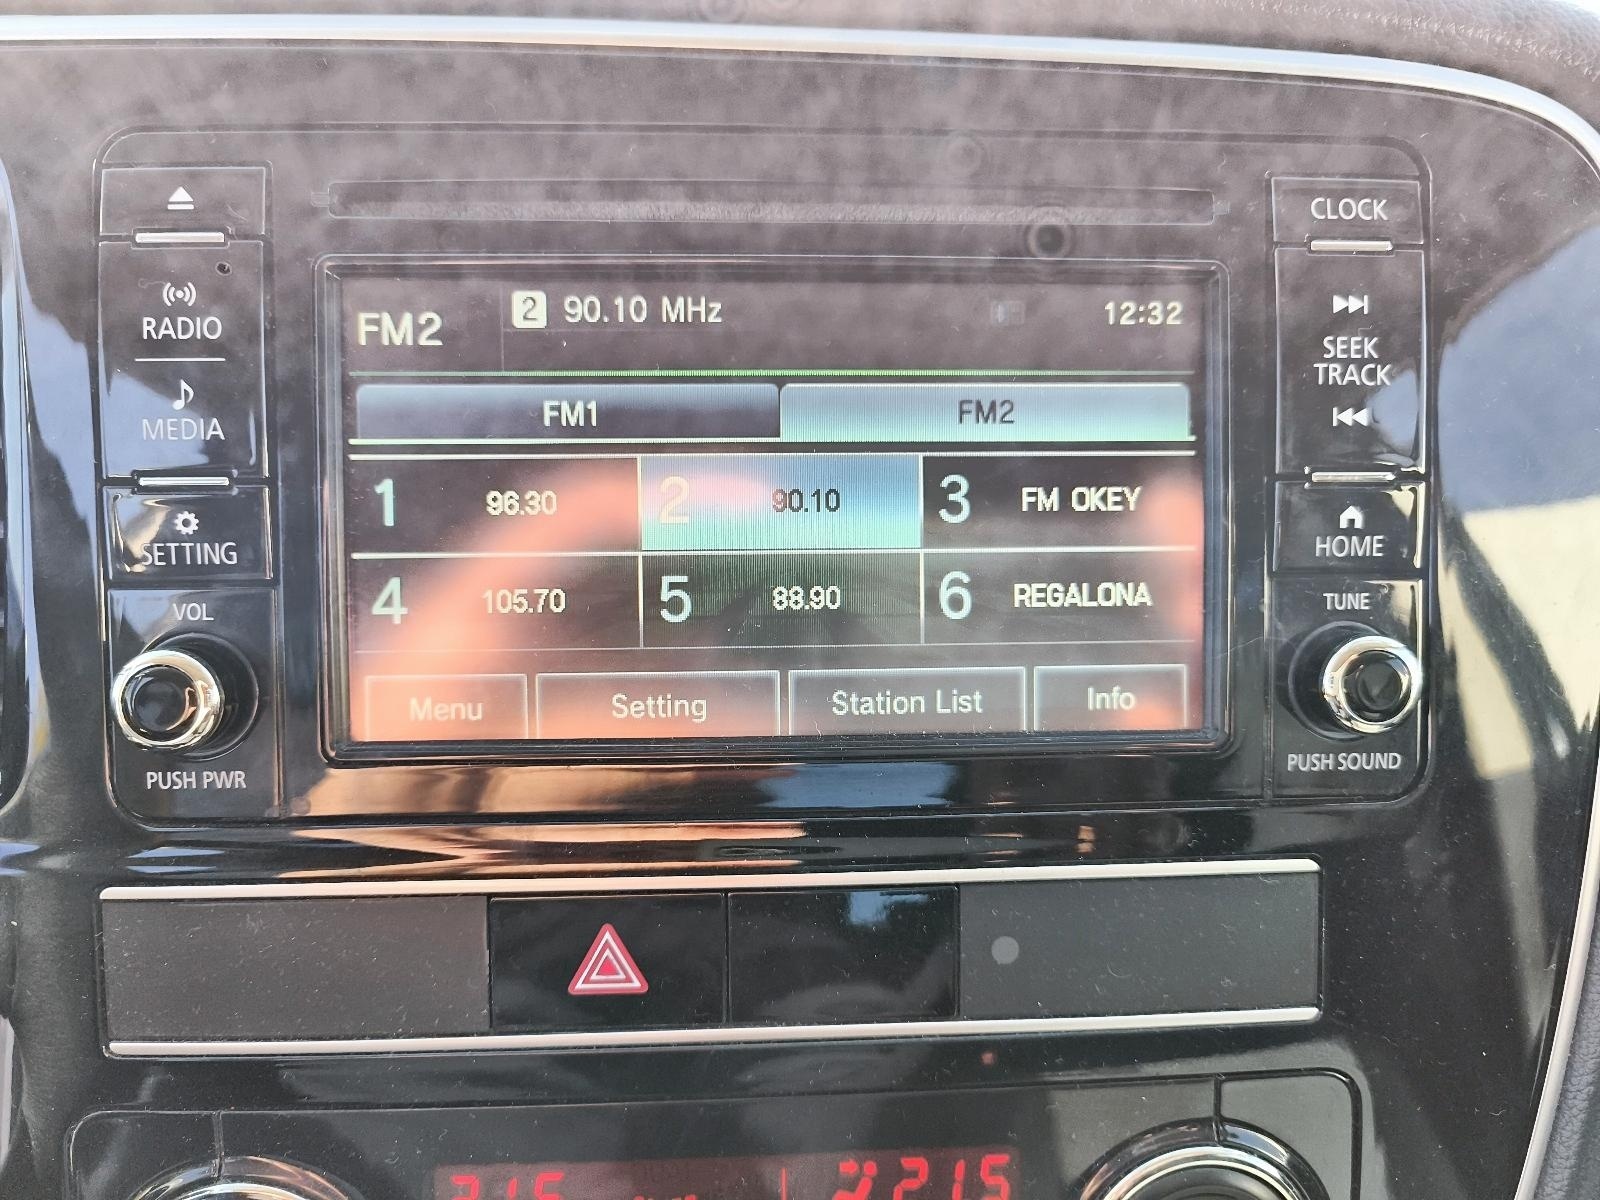 CLOCK
RADIO
MEDIA
SETTING
VOL
PUSH PWR
FM2
2 90.10 MHz
12:32
FM1
FM2
1 96.30
2 90.10
3 FM OKEY
4 105.70
5 88.90
6 REGALONA
Menu
Setting
Station List
Info
SEEK
TRACK
HOME
TUNE
PUSH SOUND
21.5